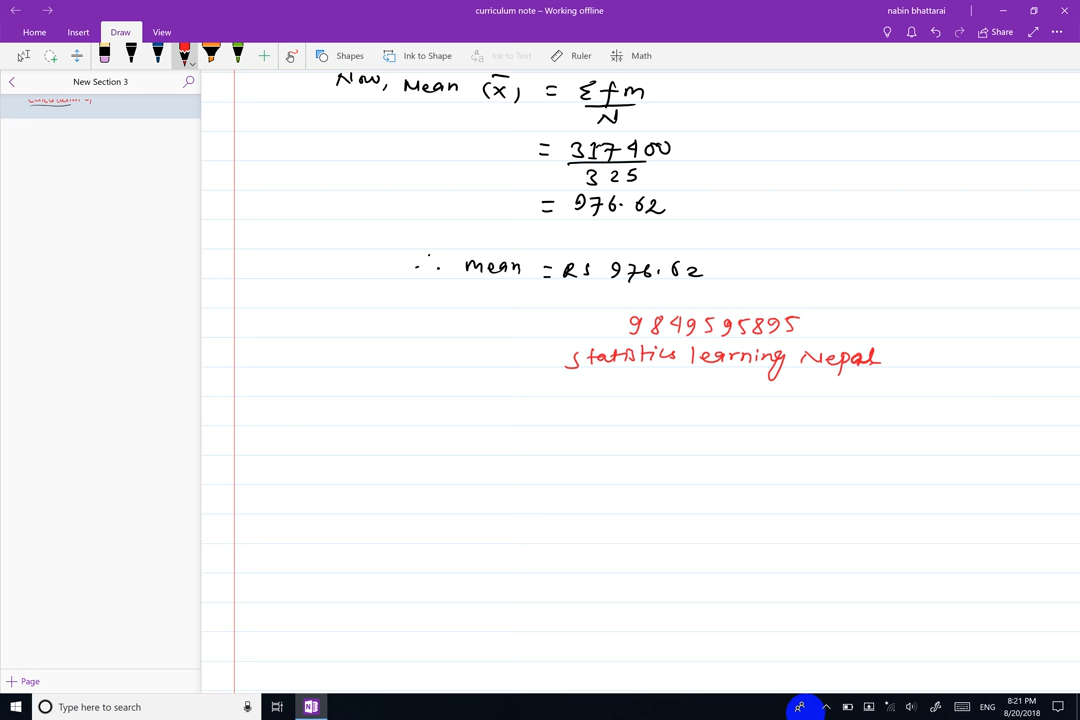 curriculum note – Working offline
nabin bhattarai
Home Insert Draw View
Share
Shapes Ink to Shape Ink to Text Ruler Math
New Section 3
Now, Mean (x̄) = Σfm
N
= 317400
325
= 976.62
∴ mean = RS 976.62
9849595895
statistics learning Nepal
Page
Type here to search
ENG
8:21 PM
8/20/2018